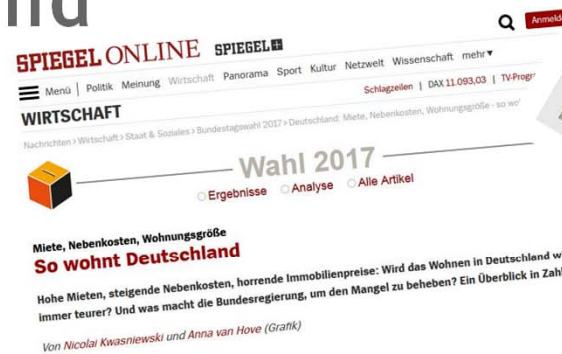 SPIEGEL ONLINE SPIEGEL+ 
Menü | Politik Meinung Wirtschaft Panorama Sport Kultur Netzwelt Wissenschaft mehr▼
WIRTSCHAFT
Schlagzeilen | DAX 11.093,03 |
Nachrichten > Wirtschaft > Staat & Soziales > Bundestagswahl 2017 > Deutschland: Miete, Nebenkosten, Wohnungsgröße - so
Wahl 2017
Ergebnisse Analyse Alle Artikel
Miete, Nebenkosten, Wohnungsgröße
So wohnt Deutschland
Hohe Mieten, steigende Nebenkosten, horrende Immobilienpreise: Wird das Wohnen in Deutschland
immer teurer? Und was macht die Bundesregierung, um den Mangel zu beheben? Ein Überblick in
Von Nicolai Kwasniewski und Anna van Hove (Grafik)